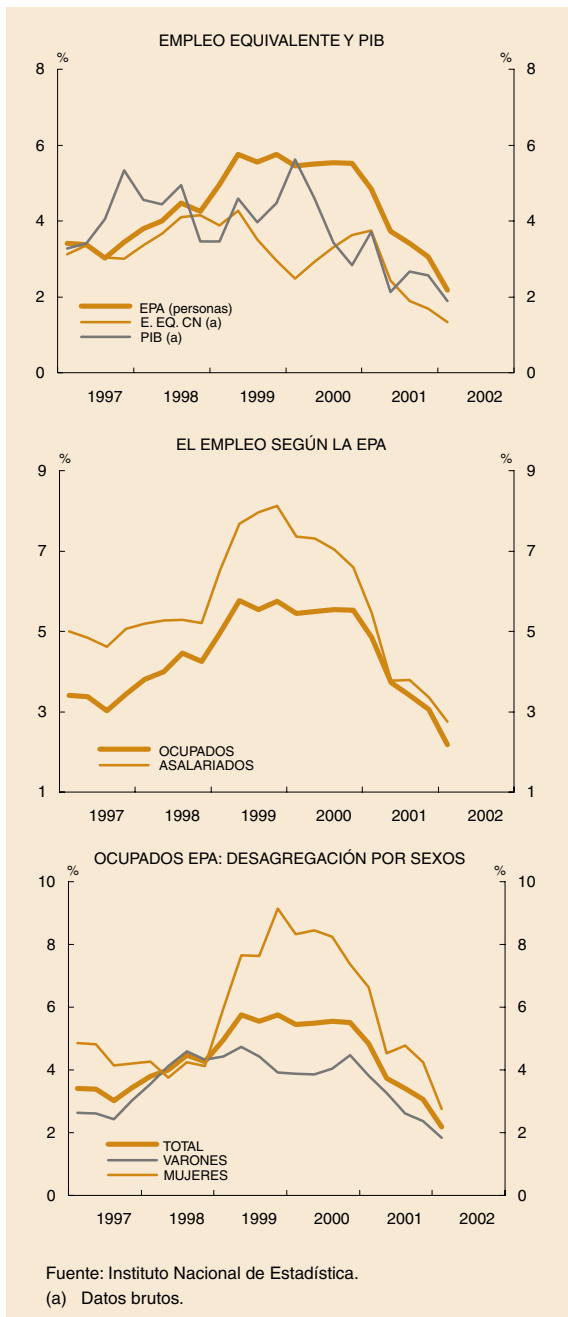 EMPLEO EQUIVALENTE Y PIB
% %
8 8
6 6
4 4
2 2
0 0
EPA (personas)
E. EQ. CN (a)
PIB (a)
1997 1998 1999 2000 2001 2002
EL EMPLEO SEGÚN LA EPA
% %
9 9
7 7
5 5
3 3
1 1
OCUPADOS
ASALARIADOS
1997 1998 1999 2000 2001 2002
OCUPADOS EPA: DESAGREGACIÓN POR SEXOS
% %
10 10
8 8
6 6
4 4
2 2
0 0
TOTAL
VARONES
MUJERES
1997 1998 1999 2000 2001 2002
Fuente: Instituto Nacional de Estadística.
(a) Datos brutos.